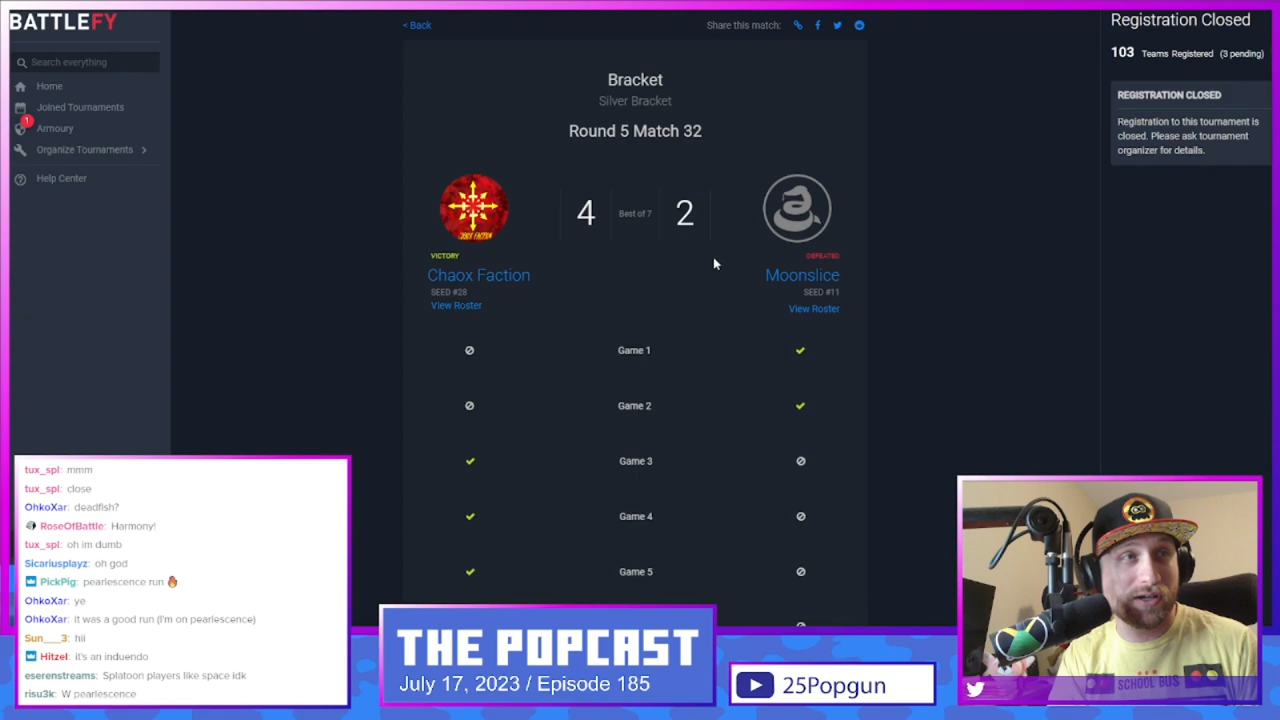 BATTLEFY
Search everything
Home
Joined Tournaments
1
Armoury
Organize Tournaments
Help Center
< Back
Share this match:
Bracket
Silver Bracket
Round 5 Match 32
4
Best of 7
2
VICTORY
DEFEATED
Chaox Faction
Moonslice
SEED #28
SEED #11
View Roster
View Roster
Game 1
Game 2
Game 3
Game 4
Game 5
Registration Closed
103 Teams Registered (3 pending)
REGISTRATION CLOSED
Registration to this tournament is
closed. Please ask tournament
organizer for details.
tux_spl: mmm
tux_spl: close
OhkoXar: deadfish?
RoseOfBattle: Harmony!
tux_spl: oh im dumb
Sicariusplayz: oh god
PickPig: pearlescence run
OhkoXar: ye
OhkoXar: it was a good run (I'm on pearlescence)
Sun___3: hii
Hitzel: it's an induendo
eserenstreams: Splatoon players like space idk
risu3k: W pearlescence
THE POPCAST
July 17, 2023 / Episode 185
25Popgun
SCHOOL BUS